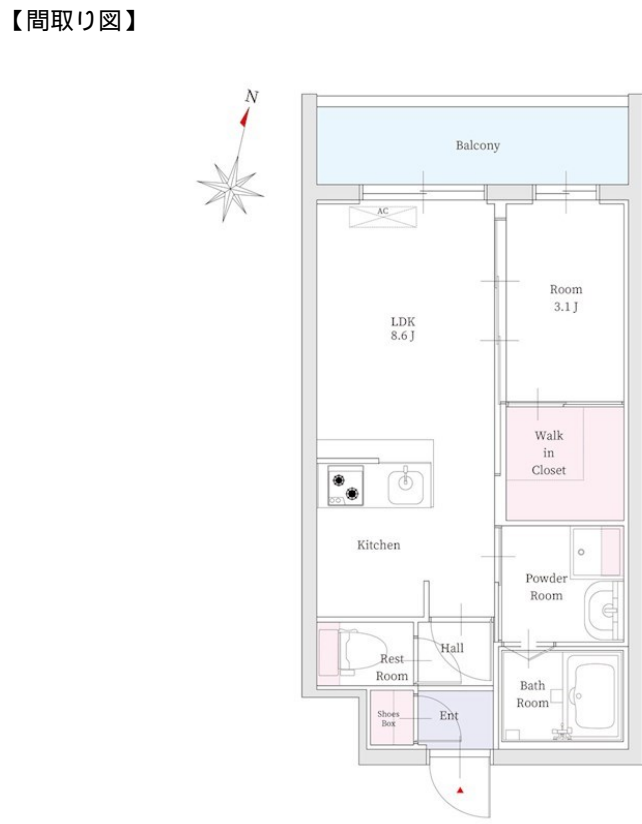 【間取り図】
N
Balcony
AC
Room
3.1 J
LDK
8.6 J
Walk
in
Closet
Kitchen
Powder
Room
Hall
Rest
Room
Bath
Room
Shoes
Box
Ent